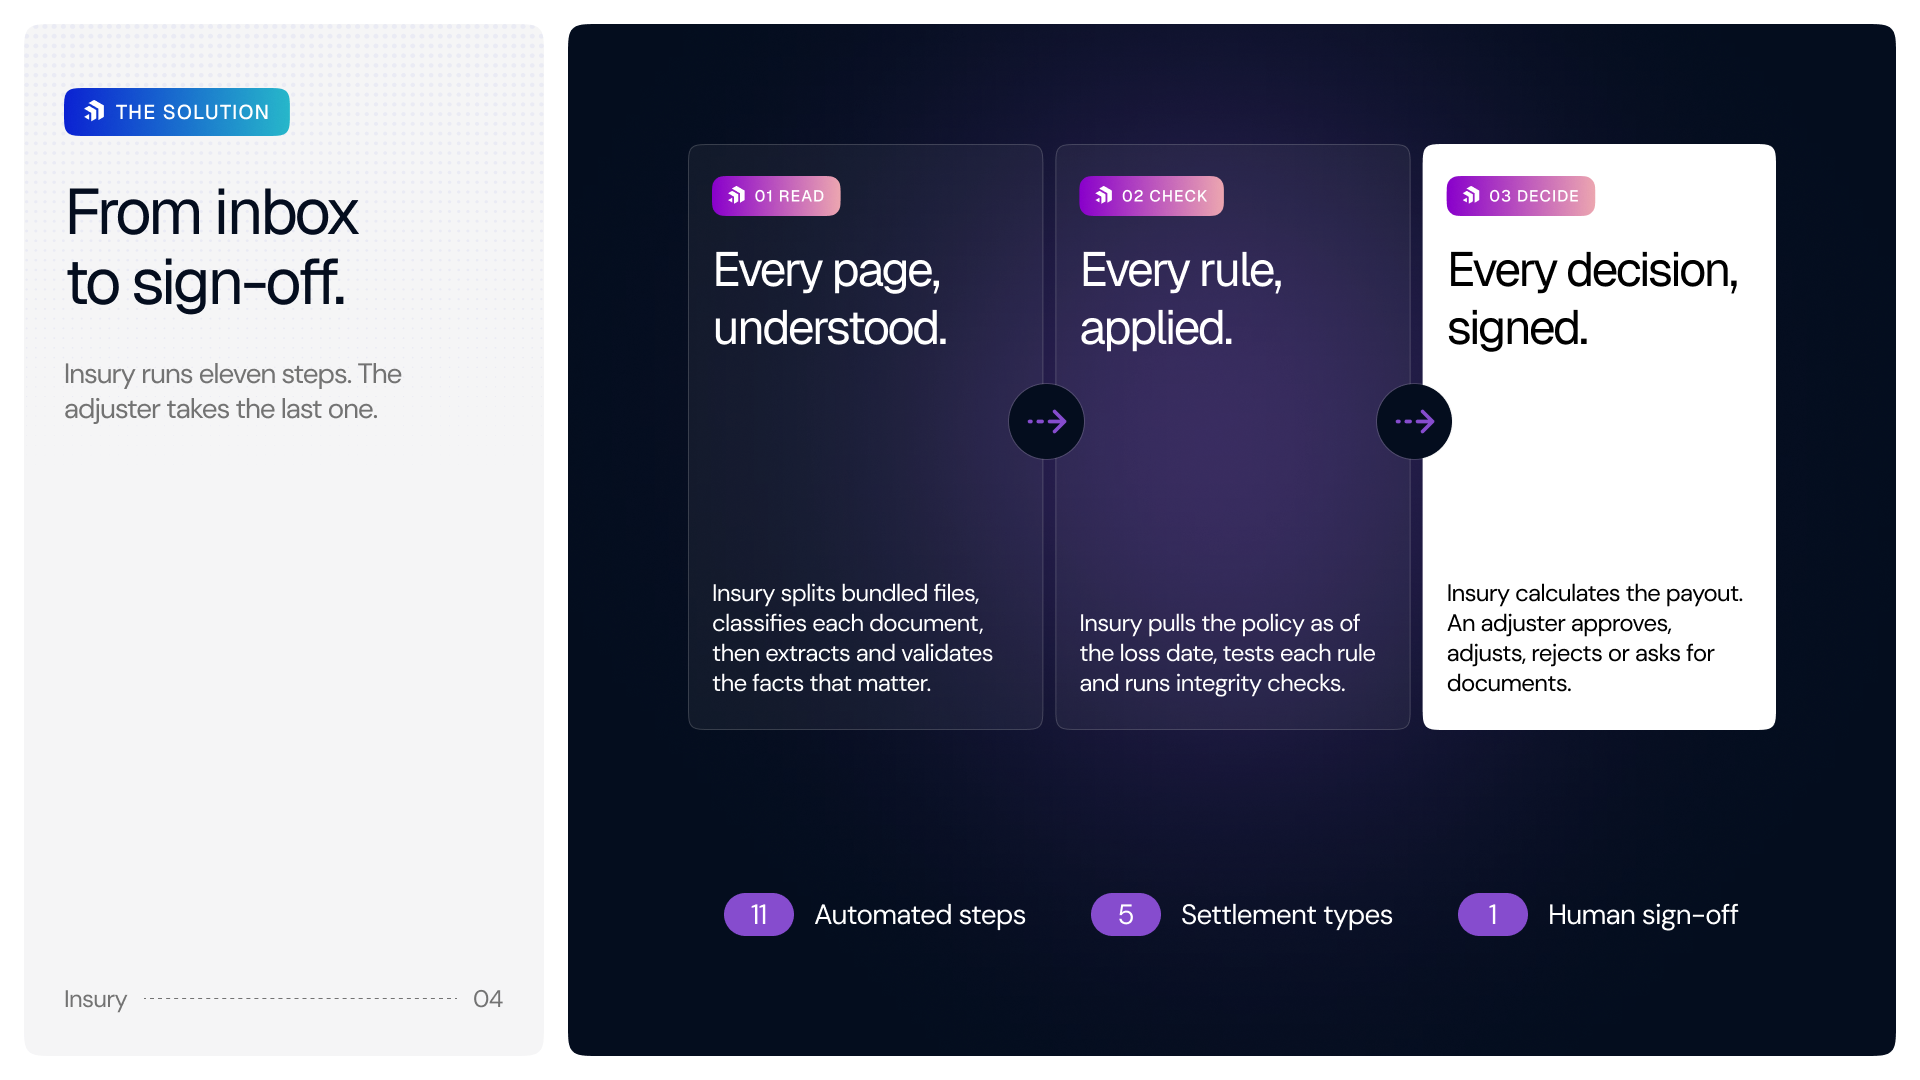 THE SOLUTION
From inbox
to sign-off.
Insury runs eleven steps. The
adjuster takes the last one.
Insury
04
01 READ
Every page,
understood.
Insury splits bundled files,
classifies each document,
then extracts and validates
the facts that matter.
02 CHECK
Every rule,
applied.
Insury pulls the policy as of
the loss date, tests each rule
and runs integrity checks.
03 DECIDE
Every decision,
signed.
Insury calculates the payout.
An adjuster approves,
adjusts, rejects or asks for
documents.
11 Automated steps
5 Settlement types
1 Human sign-off